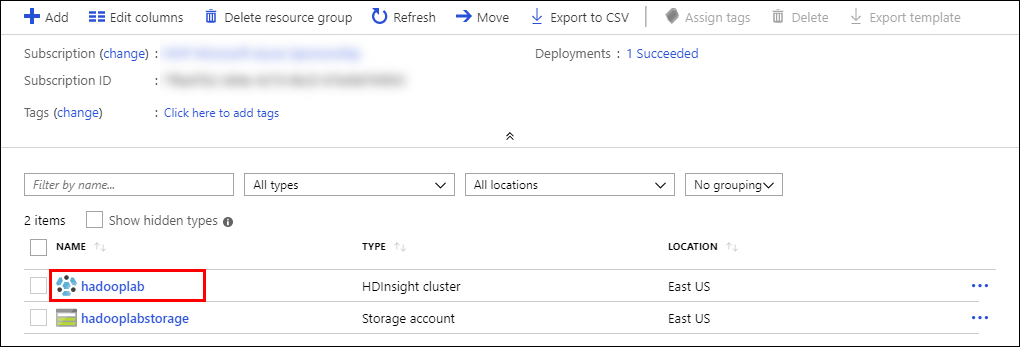 Add Edit columns Delete resource group Refresh Move Export to CSV Assign tags Delete Export template
Subscription (change) : Deployments : 1 Succeeded
Subscription ID :
Tags (change) : Click here to add tags
Filter by name... All types All locations No grouping
2 items Show hidden types
NAME TYPE LOCATION
hadooplab HDInsight cluster East US
hadooplabstorage Storage account East US